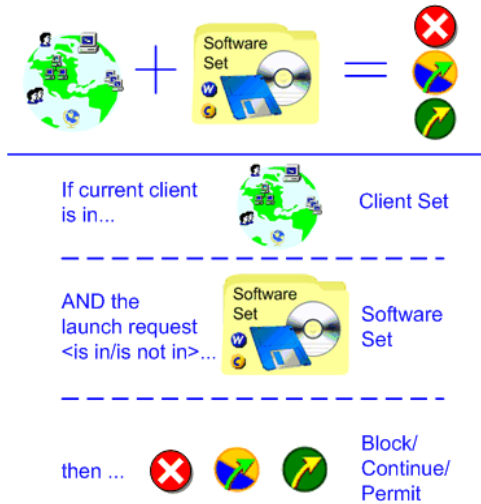 Software
Set
W
C
If current client
is in...
Client Set
AND the
launch request
<is in/is not in>...
Software
Set
W
C
Software
Set
then ...
Block/
Continue/
Permit